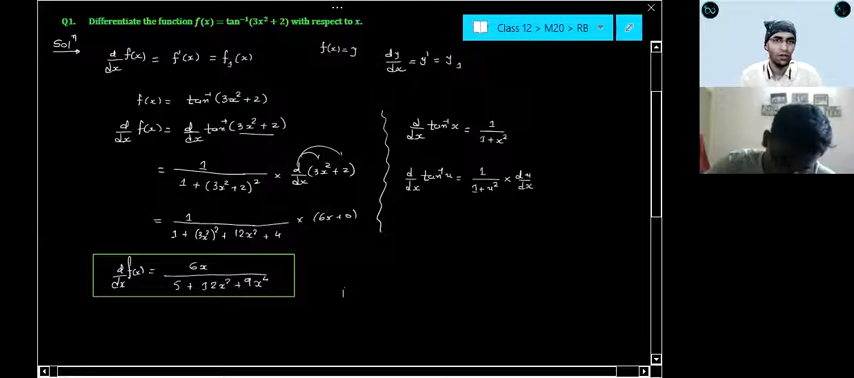 Q1. Differentiate the function f(x) = tan⁻¹(3x² + 2) with respect to x.
Class 12 > M20 > RB
Solⁿ
d/dx f(x) = f'(x) = f₁(x)
f(x) = y
dy/dx = y' = y₁
f(x) = tan⁻¹(3x² + 2)
d/dx f(x) = d/dx tan⁻¹(3x² + 2)
= 1/(1 + (3x² + 2)²) × d/dx (3x² + 2)
= 1/(1 + (3x²)² + 12x² + 4) × (6x + 0)
d/dx f(x) = 6x/(5 + 12x² + 9x⁴)
d/dx tan⁻¹x = 1/(1 + x²)
d/dx tan⁻¹u = 1/(1 + u²) × du/dx